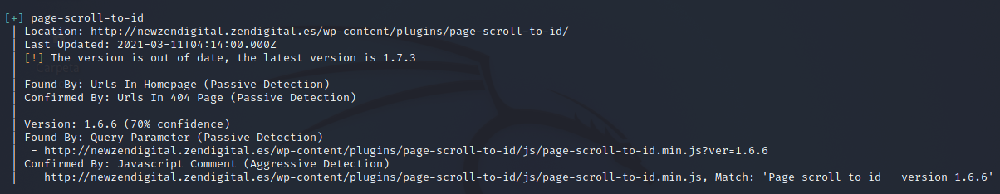 [+] page-scroll-to-id
| Location: http://newzendigital.zendigital.es/wp-content/plugins/page-scroll-to-id/
| Last Updated: 2021-03-11T04:14:00.000Z
| [!] The version is out of date, the latest version is 1.7.3
|
| Found By: Urls In Homepage (Passive Detection)
| Confirmed By: Urls In 404 Page (Passive Detection)
|
| Version: 1.6.6 (70% confidence)
| Found By: Query Parameter (Passive Detection)
|  - http://newzendigital.zendigital.es/wp-content/plugins/page-scroll-to-id/js/page-scroll-to-id.min.js?ver=1.6.6
| Confirmed By: Javascript Comment (Aggressive Detection)
|  - http://newzendigital.zendigital.es/wp-content/plugins/page-scroll-to-id/js/page-scroll-to-id.min.js, Match: 'Page scroll to id - version 1.6.6'